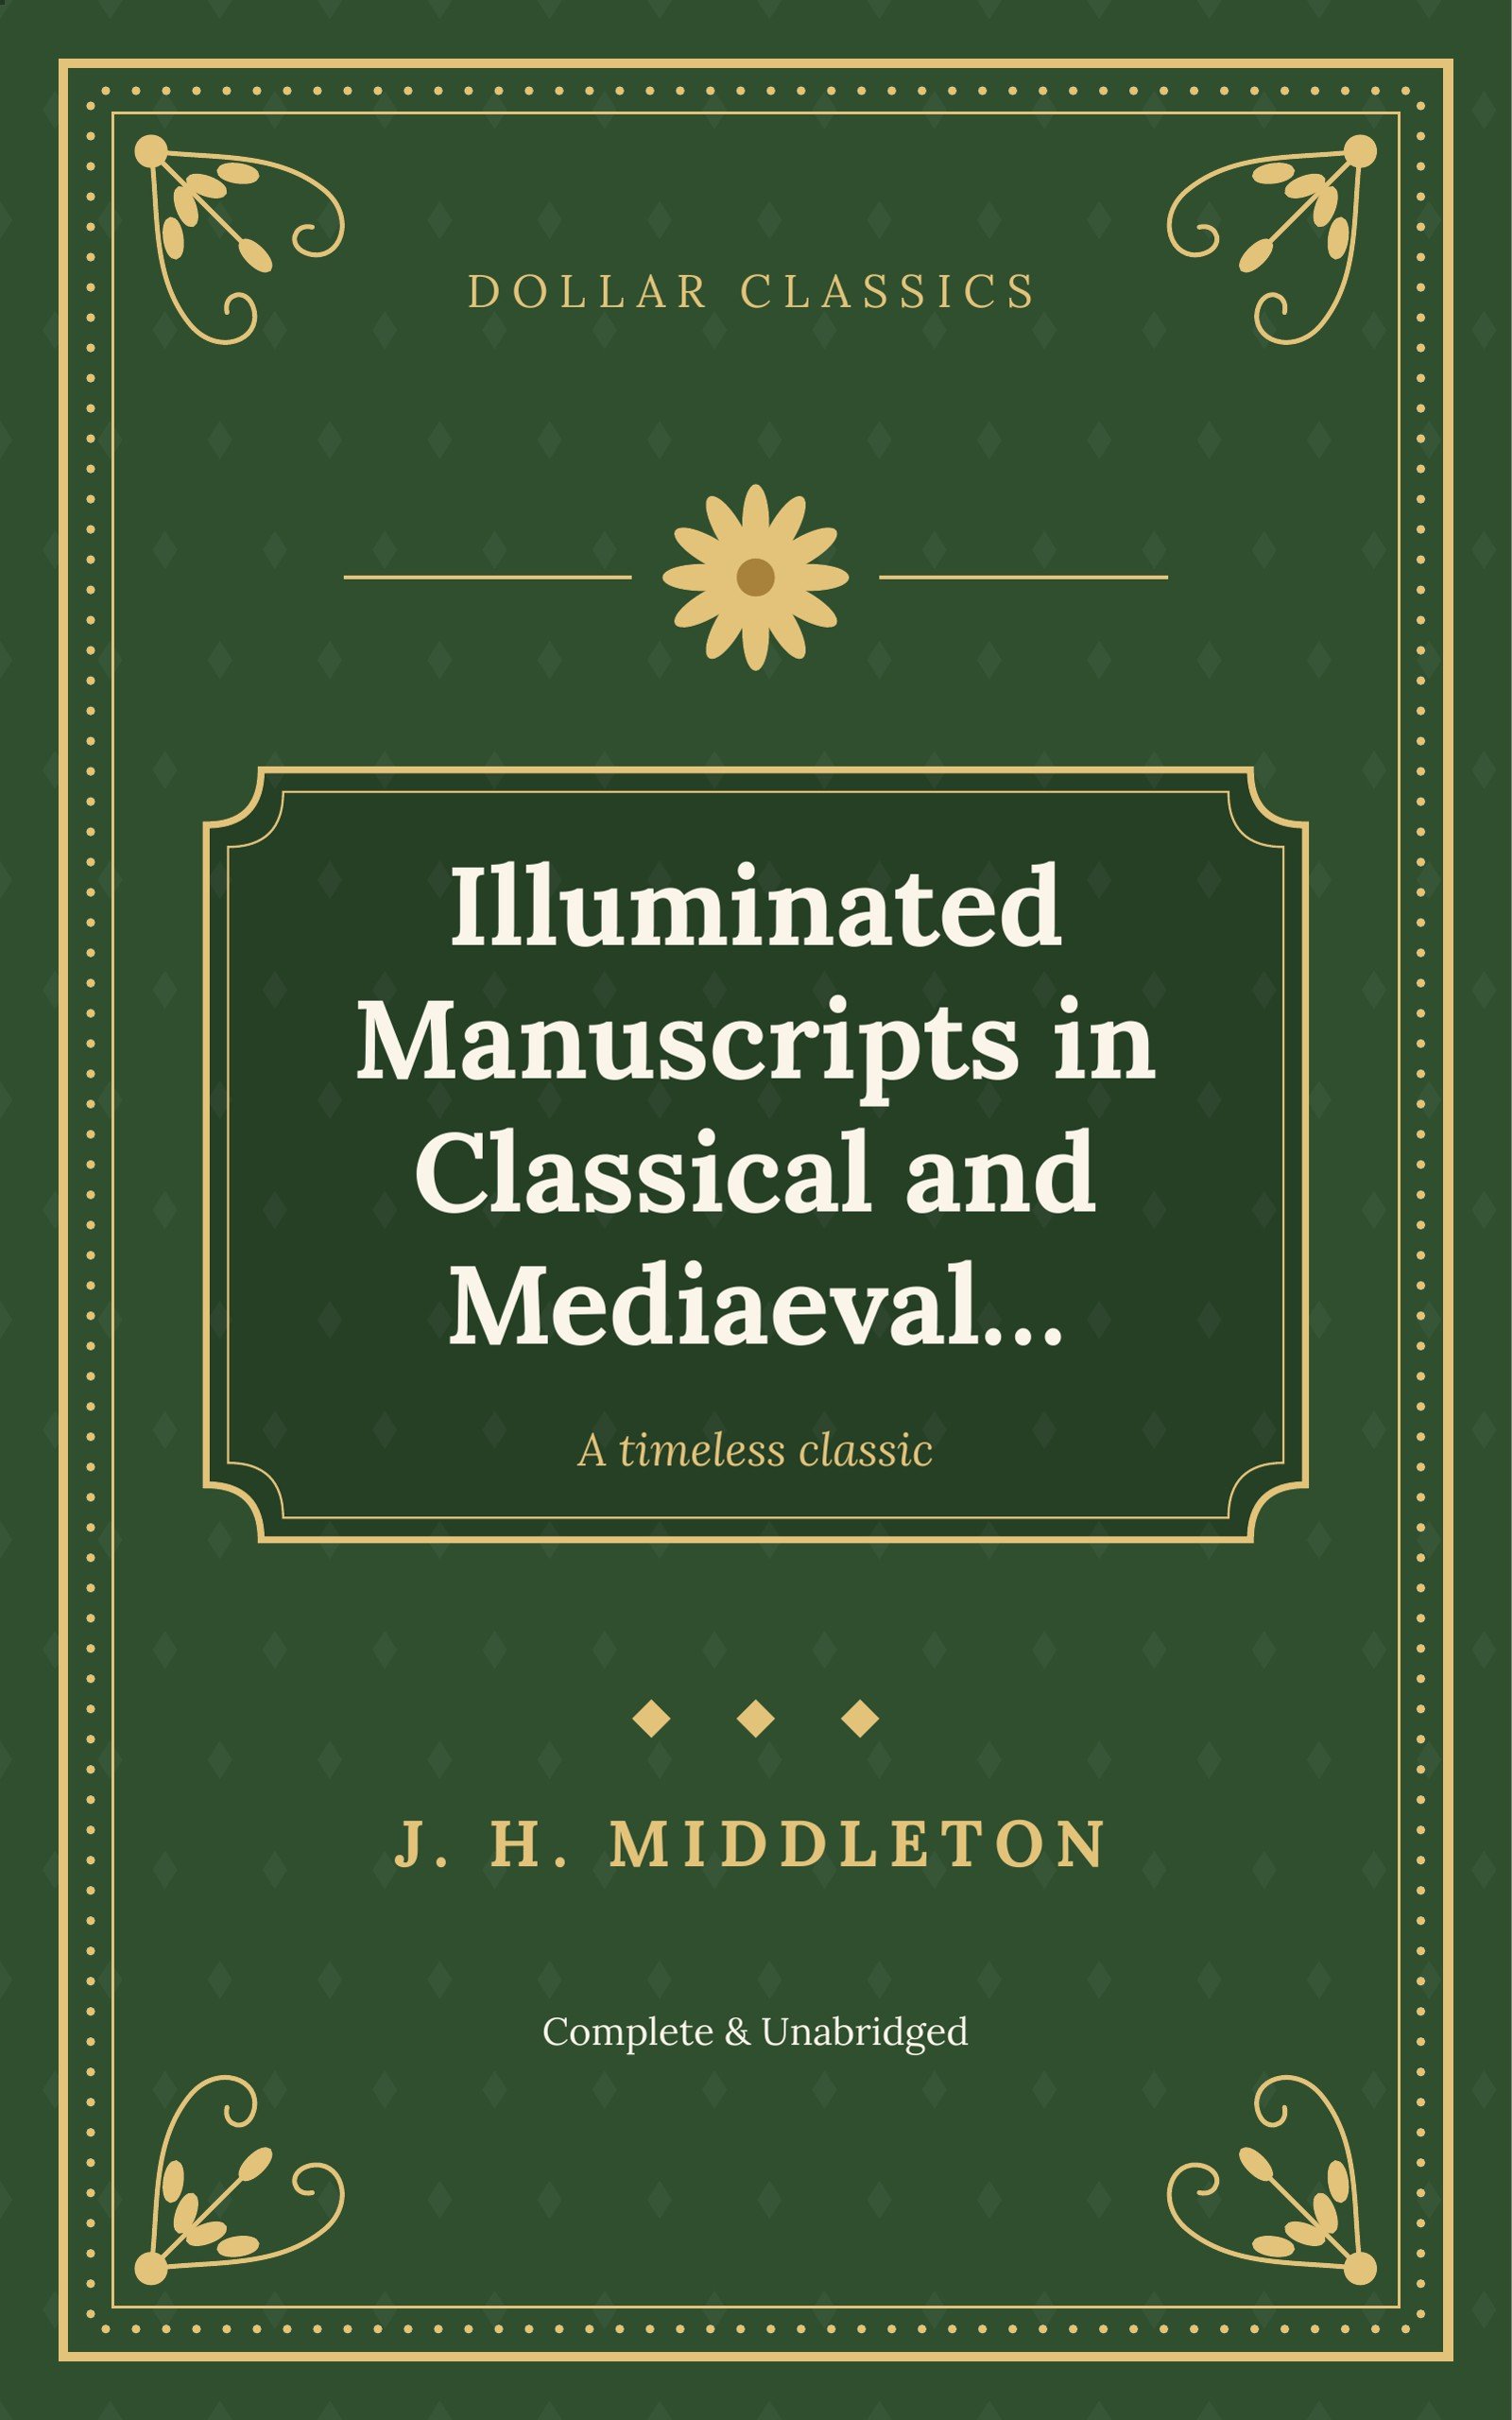 DOLLAR CLASSICS
Illuminated
Manuscripts in
Classical and
Mediaeval...
A timeless classic
J. H. MIDDLETON
Complete & Unabridged